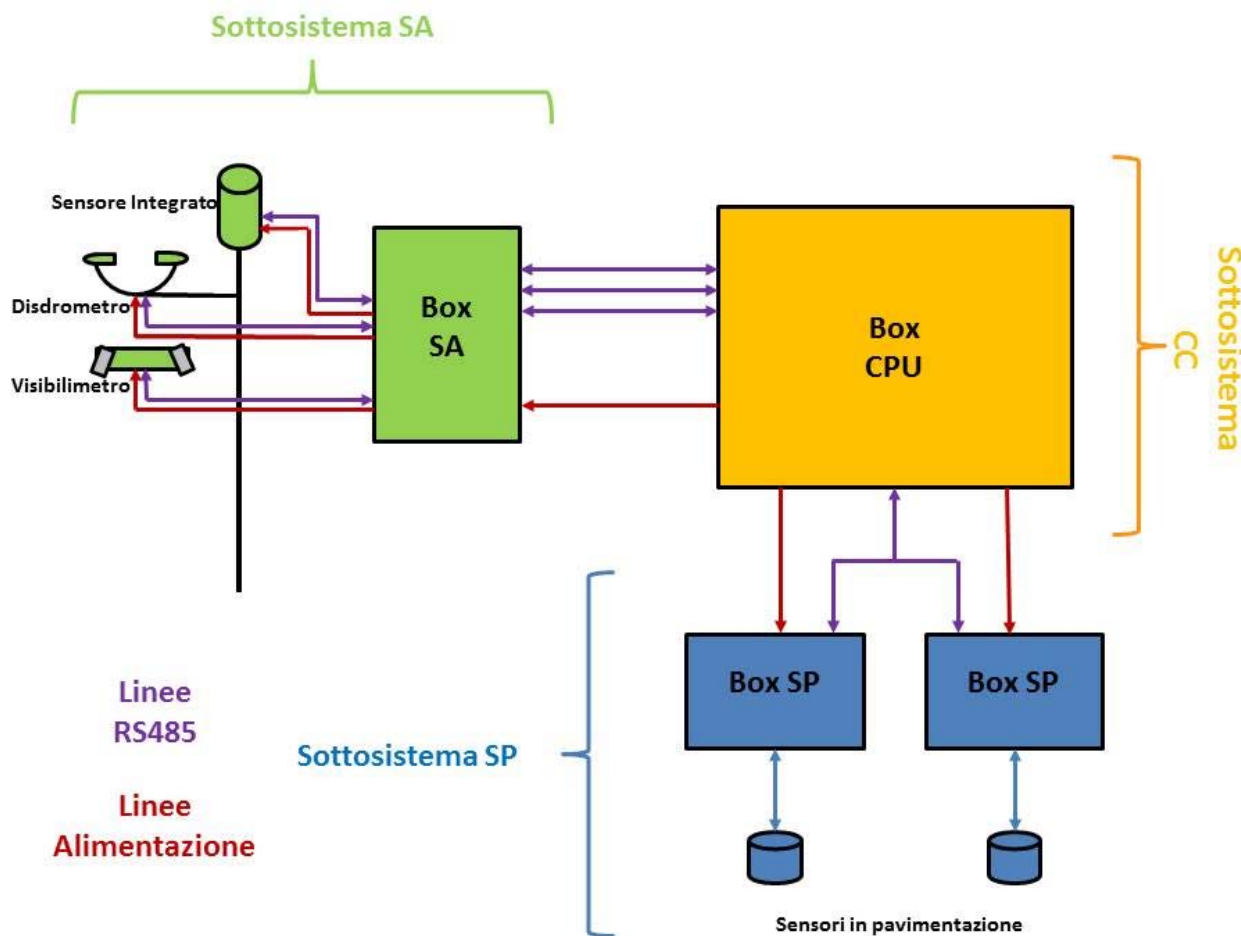 Sottosistema SA
Sensore Integrato
Disdrometro
Visibilimetro
Box
SA
Box
CPU
Sottosistema
CC
Box SP
Box SP
Linee
RS485
Sottosistema SP
Linee
Alimentazione
Sensori in pavimentazione